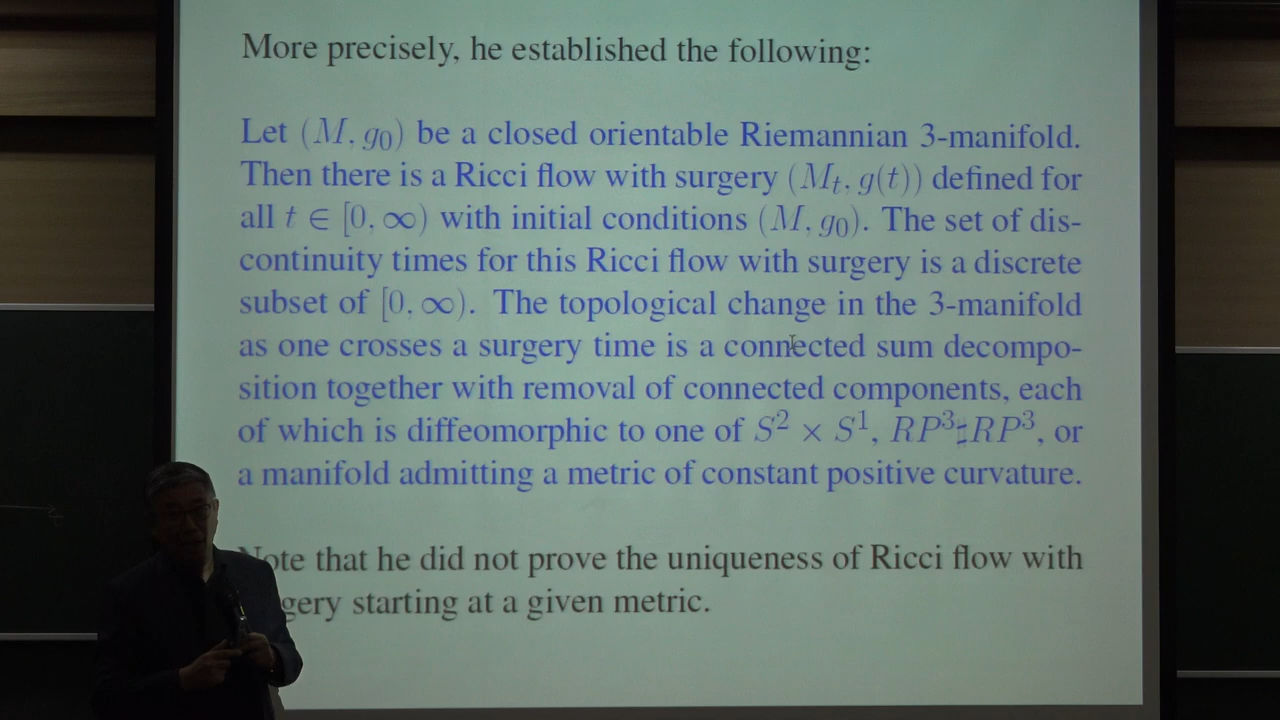 More precisely, he established the following:
Let (M, g₀) be a closed orientable Riemannian 3-manifold.
Then there is a Ricci flow with surgery (Mₜ, g(t)) defined for
all t ∈ [0, ∞) with initial conditions (M, g₀). The set of dis-
continuity times for this Ricci flow with surgery is a discrete
subset of [0, ∞). The topological change in the 3-manifold
as one crosses a surgery time is a connected sum decompo-
sition together with removal of connected components, each
of which is diffeomorphic to one of S² × S¹, RP³♯RP³, or
a manifold admitting a metric of constant positive curvature.
Note that he did not prove the uniqueness of Ricci flow with
gery starting at a given metric.